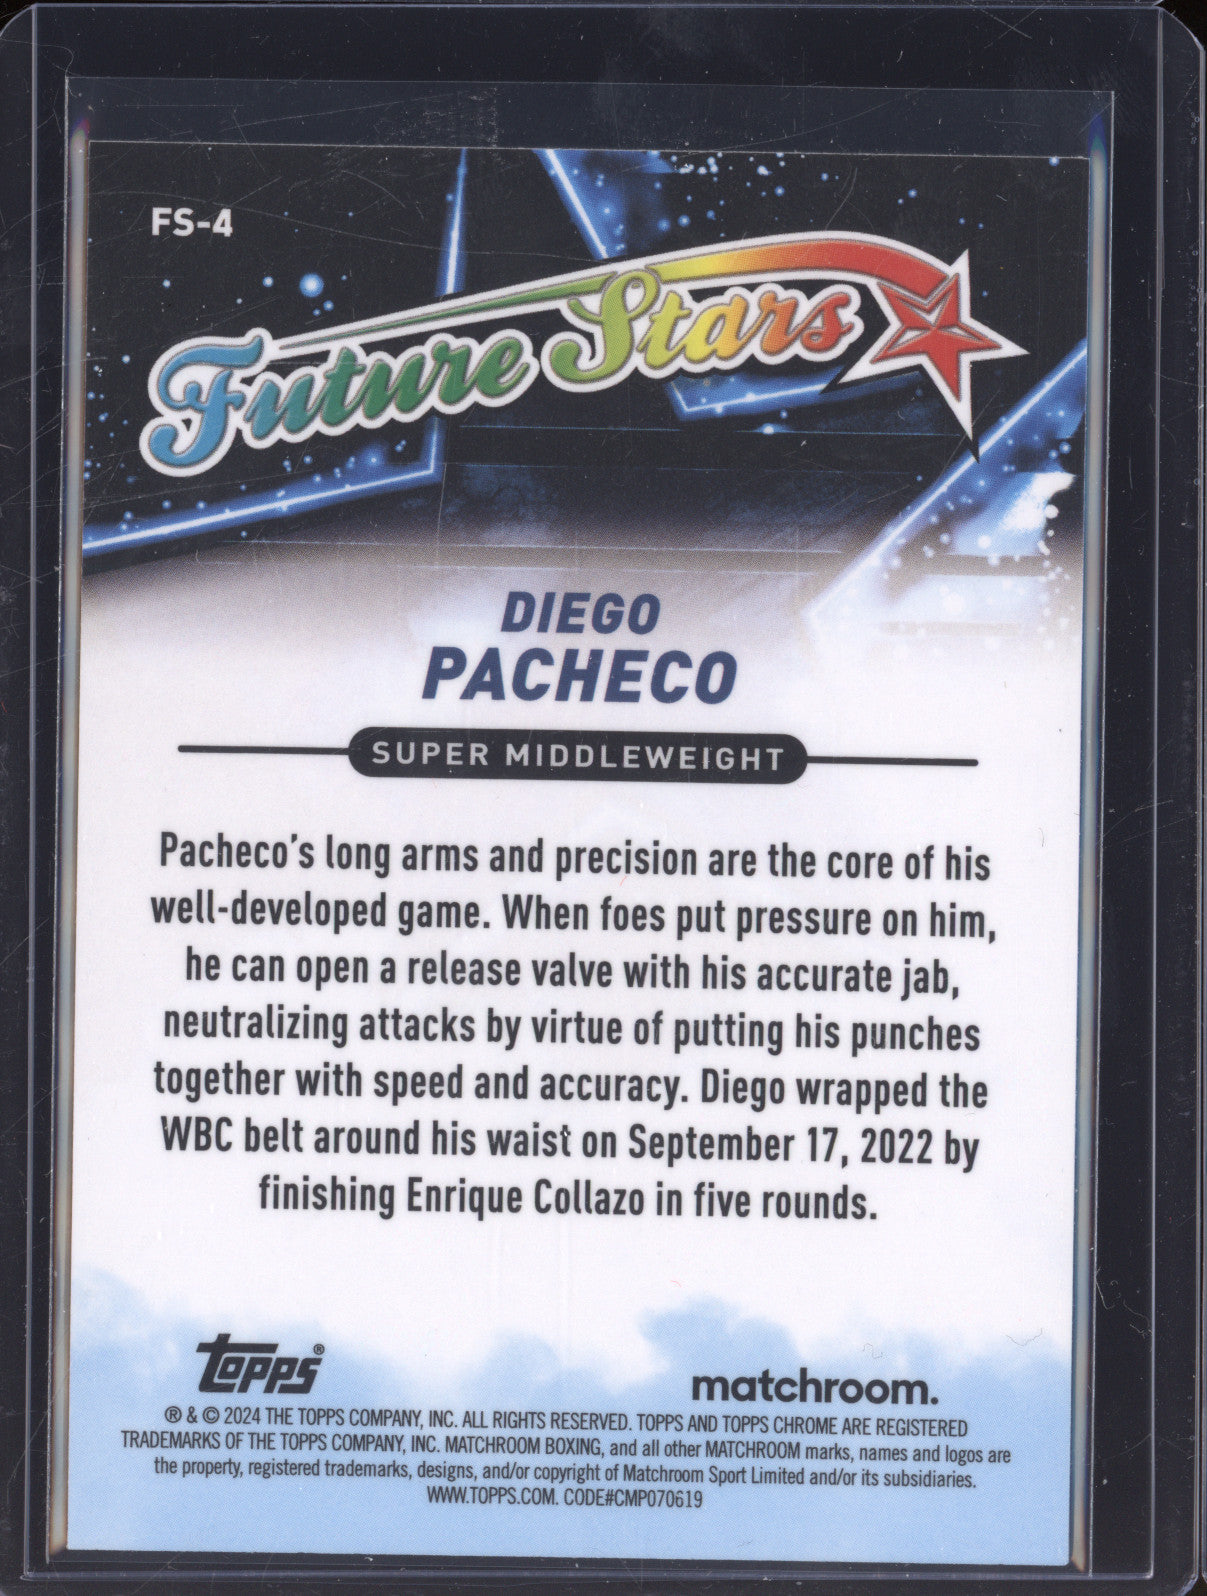 FS-4
Future Stars
DIEGO
PACHECO
SUPER MIDDLEWEIGHT
Pacheco's long arms and precision are the core of his
well-developed game. When foes put pressure on him,
he can open a release valve with his accurate jab,
neutralizing attacks by virtue of putting his punches
together with speed and accuracy. Diego wrapped the
WBC belt around his waist on September 17, 2022 by
finishing Enrique Collazo in five rounds.
Topps®
matchroom.
® & © 2024 THE TOPPS COMPANY, INC. ALL RIGHTS RESERVED. TOPPS AND TOPPS CHROME ARE REGISTERED
TRADEMARKS OF THE TOPPS COMPANY, INC. MATCHROOM BOXING, and all other MATCHROOM marks, names and logos are
the property, registered trademarks, designs, and/or copyright of Matchroom Sport Limited and/or its subsidiaries.
WWW.TOPPS.COM. CODE#CMP070619